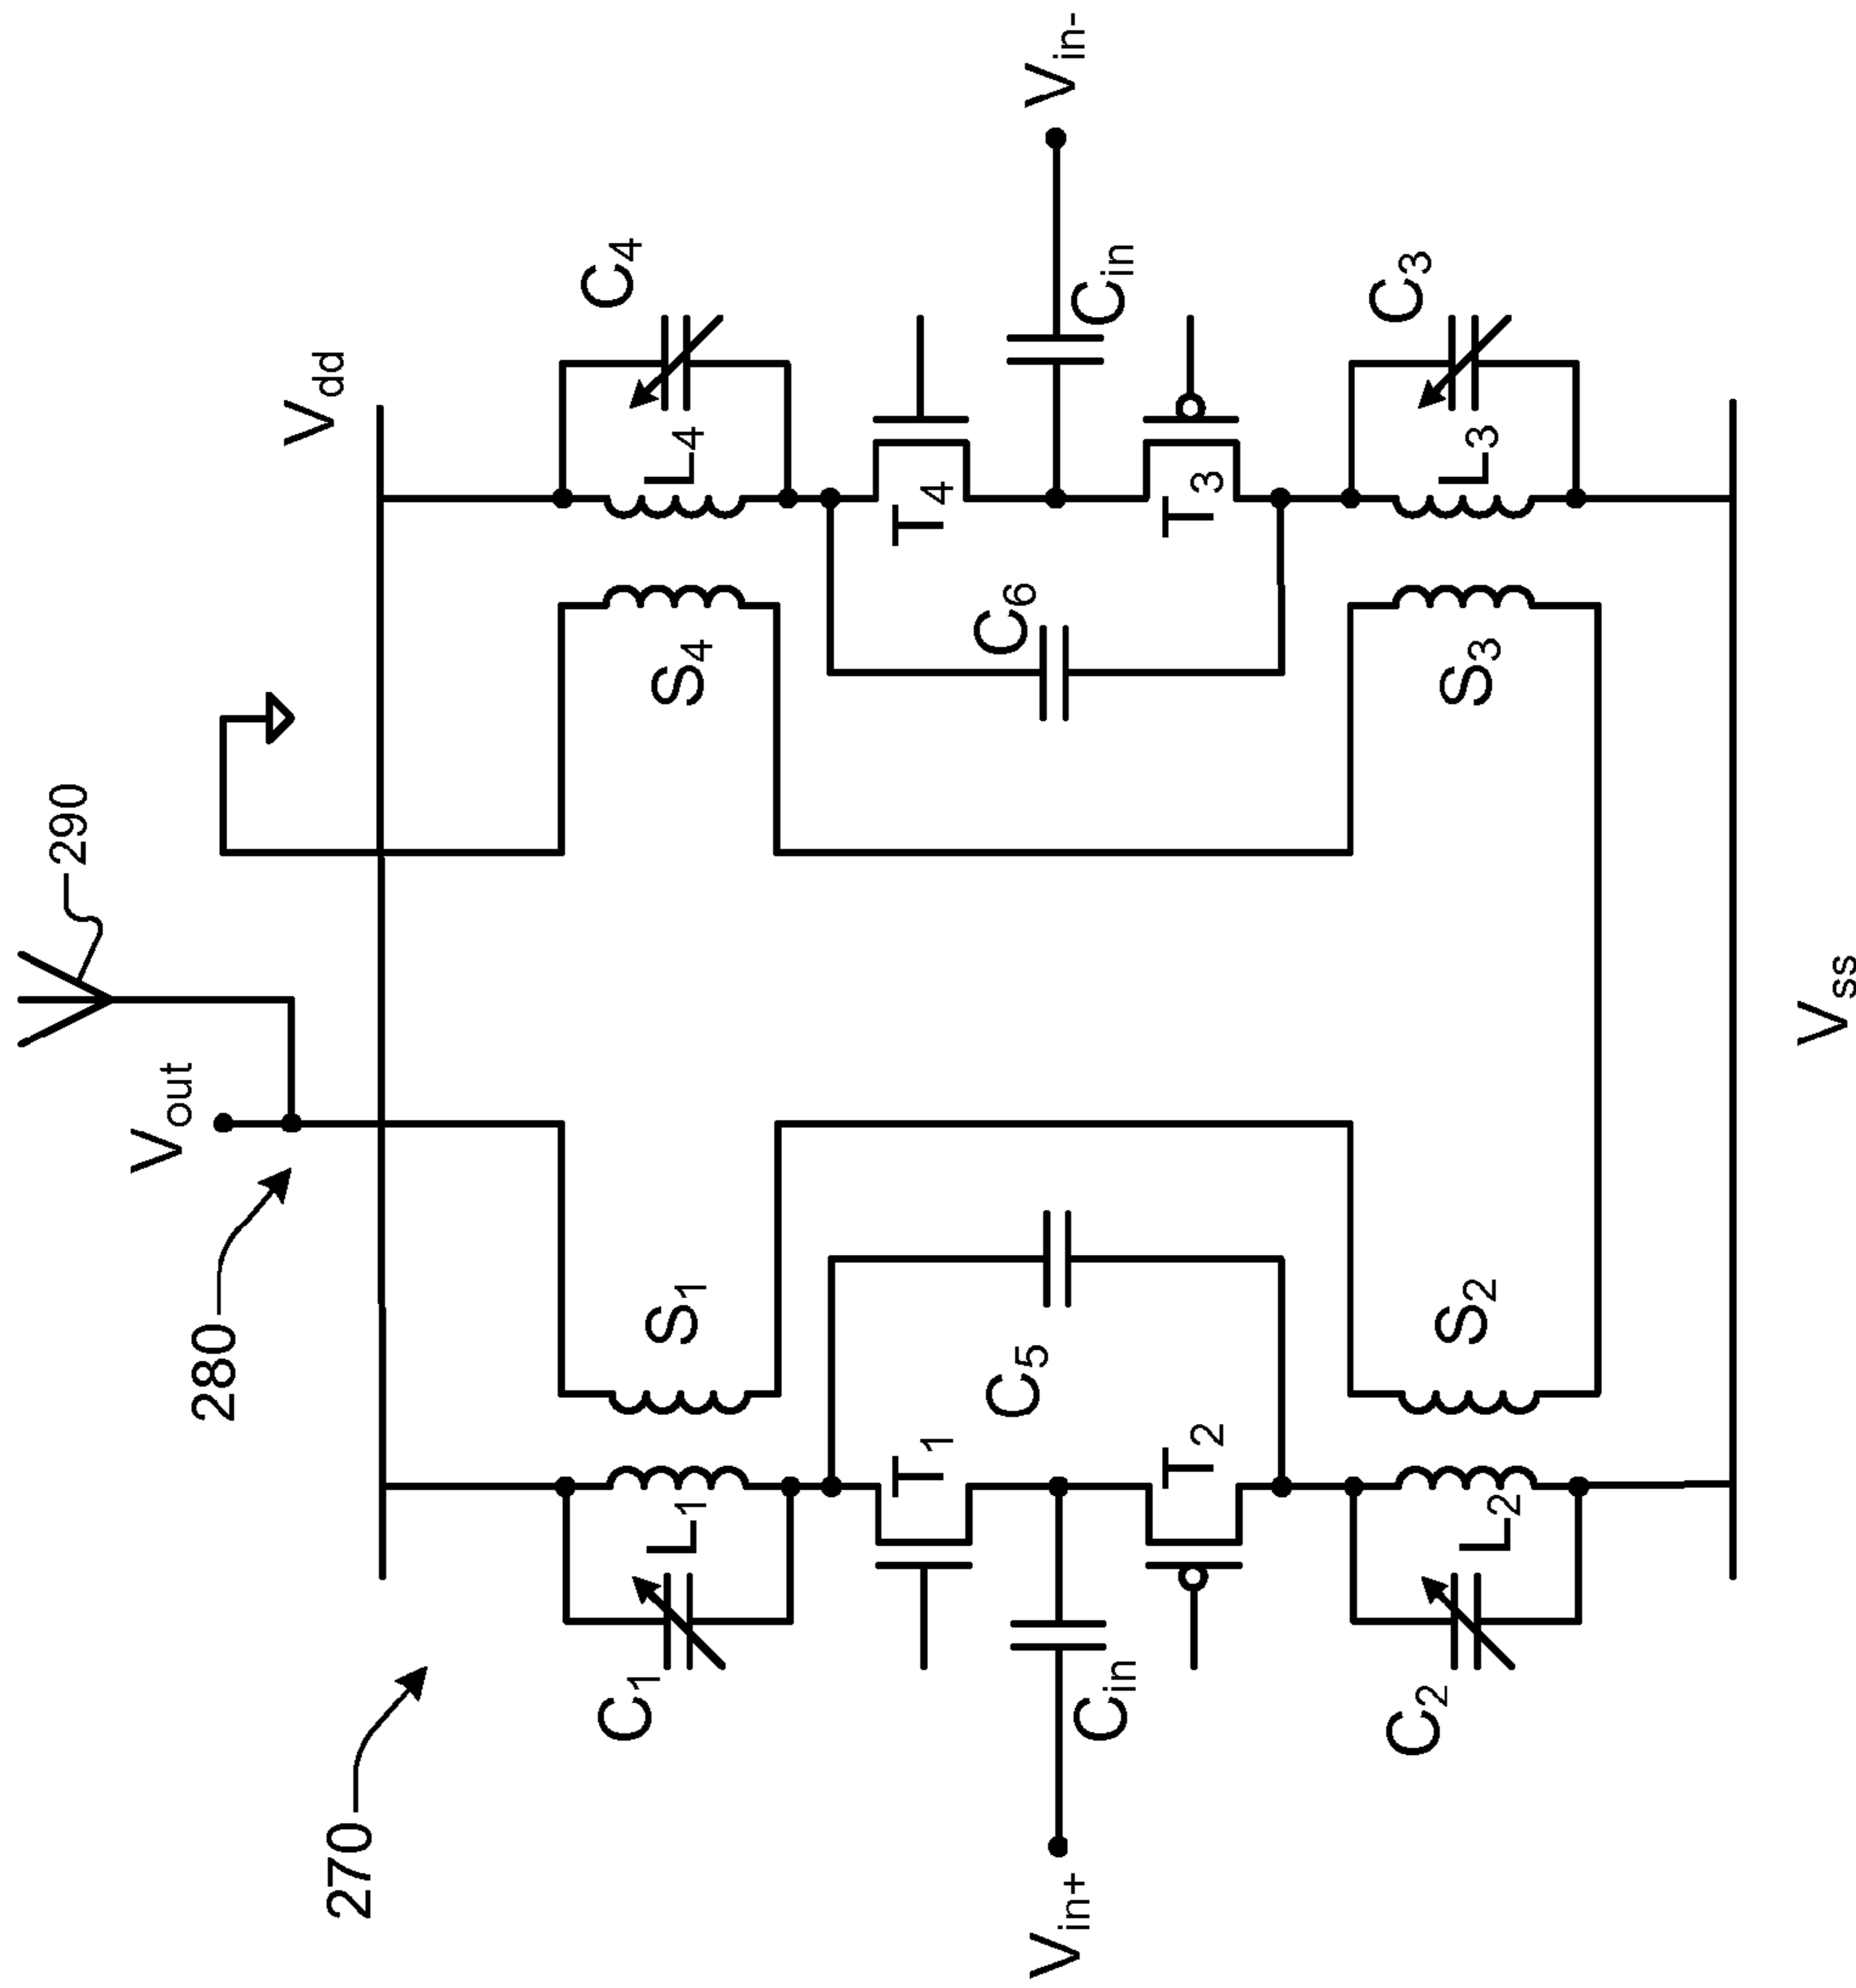 270
280
290
Vout
Vdd
C1
L1
S1
S4
L4
C4
T1
T4
Vin+
Cin
C5
C6
Cin
Vin-
T2
T3
C2
L2
S2
S3
L3
C3
Vss